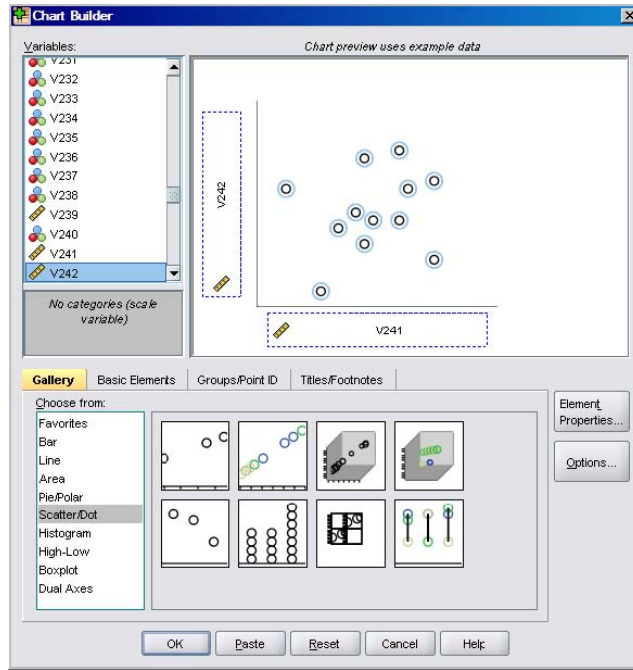 Chart Builder
Variables:
Chart preview uses example data
V231
V232
V233
V234
V235
V236
V237
V238
V239
V240
V241
V242
No categories (scale
variable)
V242
V241
Gallery
Basic Elements
Groups/Point ID
Titles/Footnotes
Choose from:
Favorites
Bar
Line
Area
Pie/Polar
Scatter/Dot
Histogram
High-Low
Boxplot
Dual Axes
Element
Properties...
Options...
OK
Paste
Reset
Cancel
Help